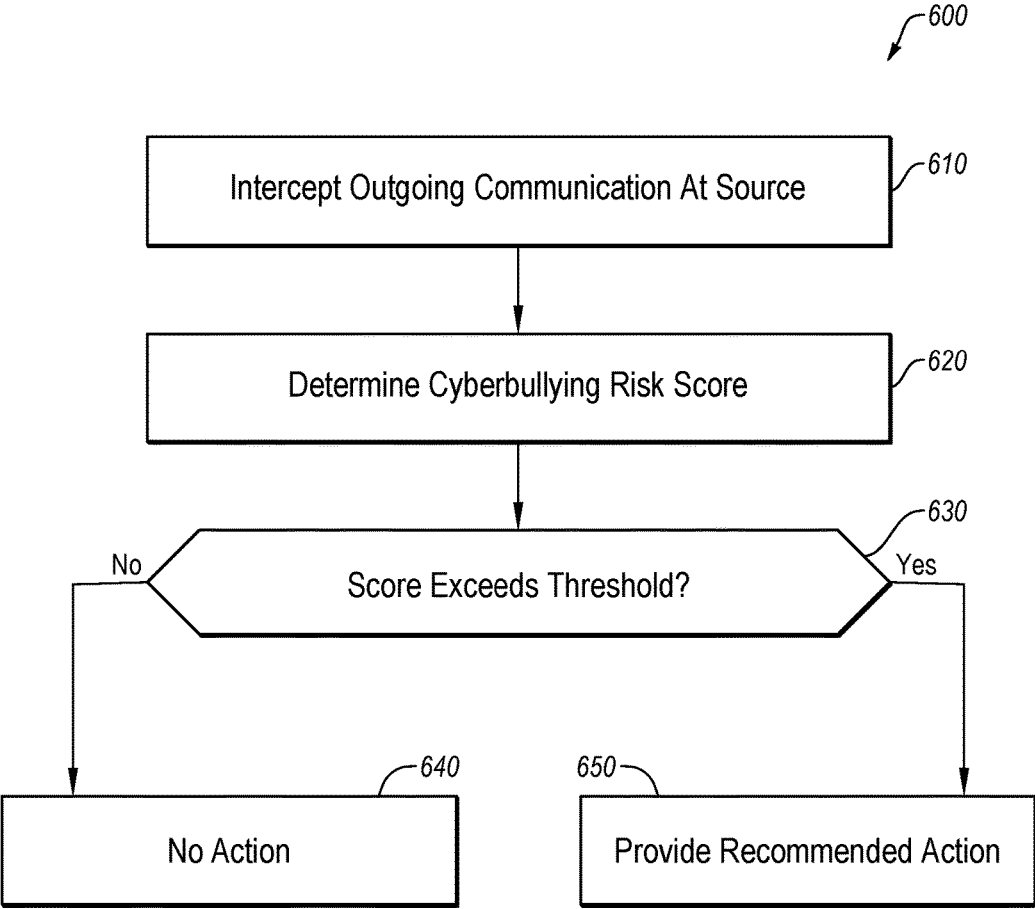 600
Intercept Outgoing Communication At Source
610
Determine Cyberbullying Risk Score
620
630
No
Score Exceeds Threshold?
Yes
640
No Action
650
Provide Recommended Action